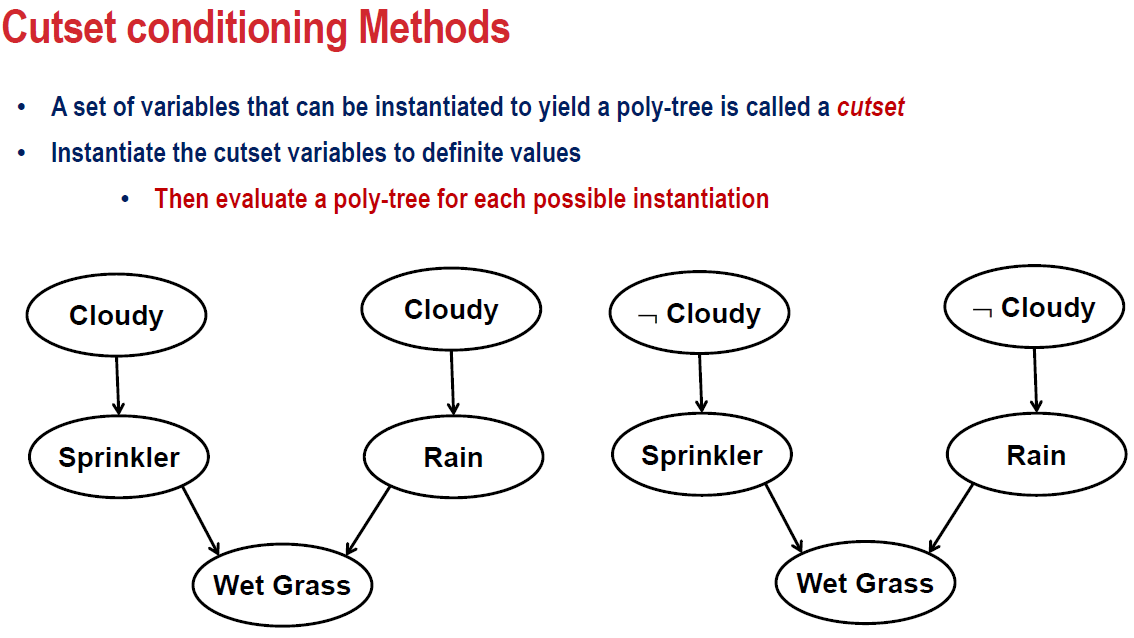 Cutset conditioning Methods
• A set of variables that can be instantiated to yield a poly-tree is called a cutset
• Instantiate the cutset variables to definite values
• Then evaluate a poly-tree for each possible instantiation
Cloudy
Cloudy
¬ Cloudy
¬ Cloudy
Sprinkler
Rain
Sprinkler
Rain
Wet Grass
Wet Grass